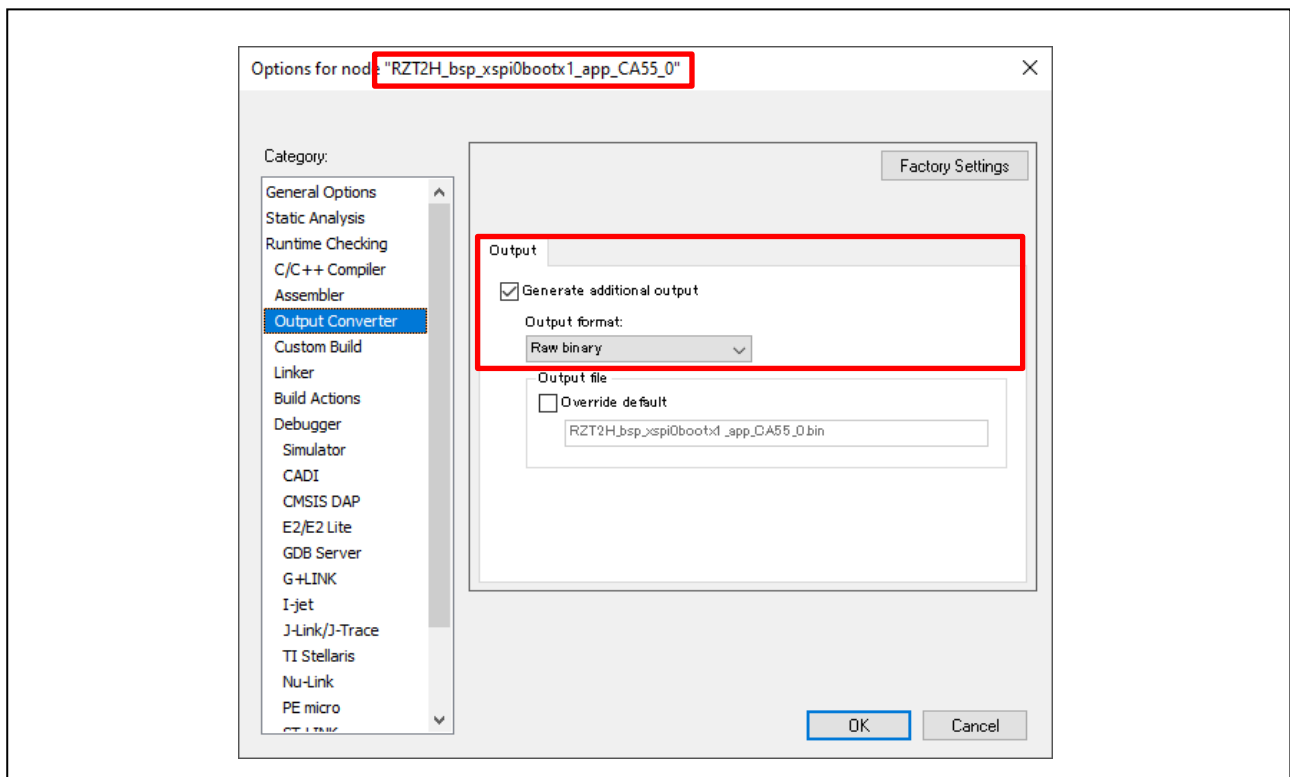 Options for node "RZT2H_bsp_xspi0bootx1_app_CA55_0"
Category:
Factory Settings
General Options
Static Analysis
Runtime Checking
C/C++ Compiler
Assembler
Output Converter
Custom Build
Linker
Build Actions
Debugger
Simulator
CADI
CMSIS DAP
E2/E2 Lite
GDB Server
G+LINK
I-jet
J-Link/J-Trace
TI Stellaris
Nu-Link
PE micro
Output
Generate additional output
Output format:
Raw binary
Output file
Override default
RZT2H_bsp_xspi0bootx1_app_CA55_0.bin
OK
Cancel